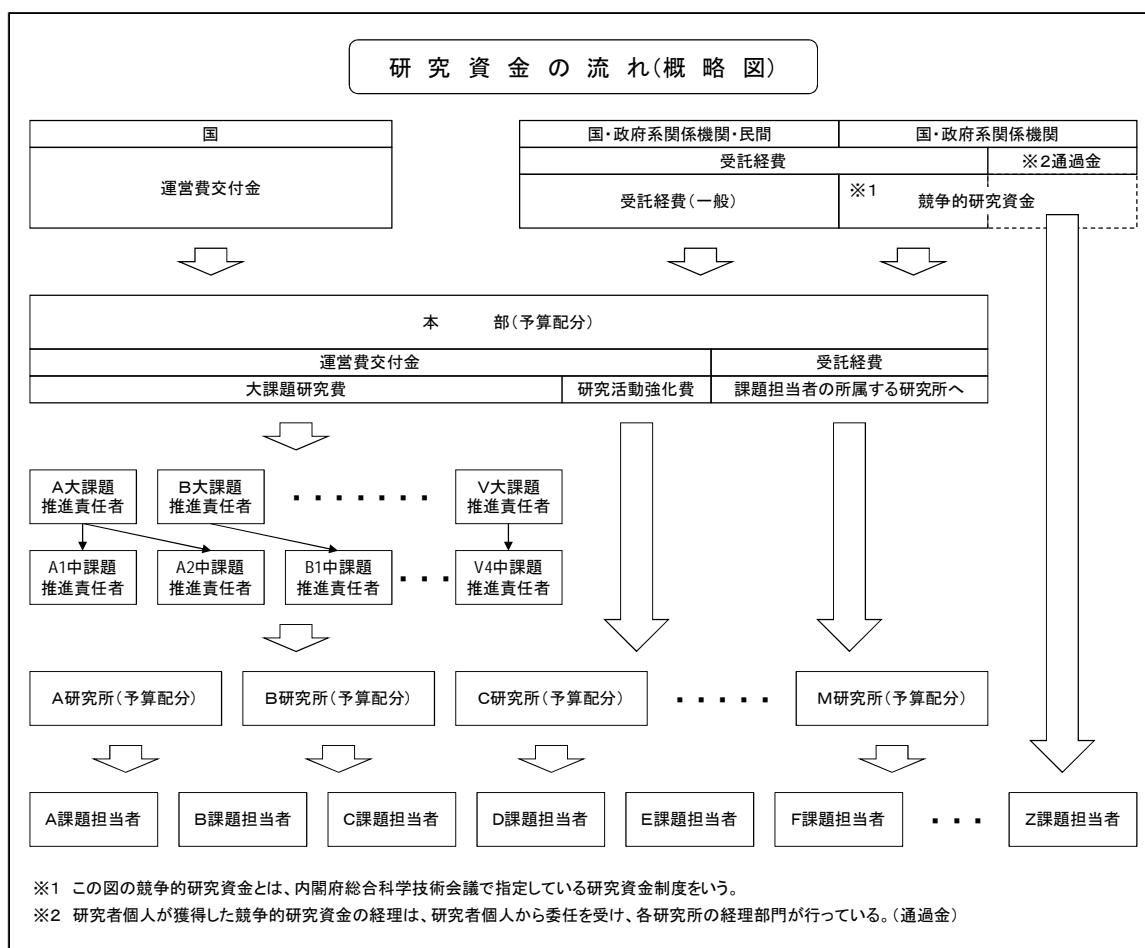 研 究 資 金 の 流 れ(概 略 図)
国
運営費交付金
国・政府系関係機関・民間
国・政府系関係機関
受託経費
※2通過金
受託経費(一般)
※1
競争的研究資金
本 部(予算配分)
運営費交付金
受託経費
大課題研究費
研究活動強化費
課題担当者の所属する研究所へ
A大課題
推進責任者
B大課題
推進責任者
・・・・・・・
V大課題
推進責任者
A1中課題
推進責任者
A2中課題
推進責任者
B1中課題
推進責任者
・・・
V4中課題
推進責任者
A研究所(予算配分)
B研究所(予算配分)
C研究所(予算配分)
・・・・・
M研究所(予算配分)
A課題担当者
B課題担当者
C課題担当者
D課題担当者
E課題担当者
F課題担当者
・・・
Z課題担当者
※1 この図の競争的研究資金とは、内閣府総合科学技術会議で指定している研究資金制度をいう。
※2 研究者個人が獲得した競争的研究資金の経理は、研究者個人から委任を受け、各研究所の経理部門が行っている。(通過金)